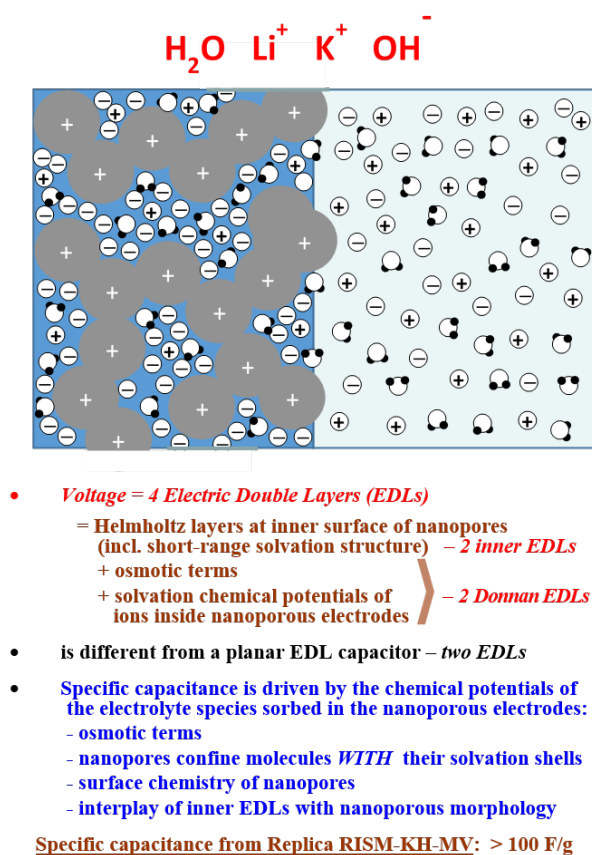 H₂O Li⁺ K⁺ OH⁻
• Voltage = 4 Electric Double Layers (EDLs)
= Helmholtz layers at inner surface of nanopores
(incl. short-range solvation structure) – 2 inner EDLs
+ osmotic terms
+ solvation chemical potentials of – 2 Donnan EDLs
ions inside nanoporous electrodes
• is different from a planar EDL capacitor – two EDLs
• Specific capacitance is driven by the chemical potentials of
the electrolyte species sorbed in the nanoporous electrodes:
- osmotic terms
- nanopores confine molecules WITH their solvation shells
- surface chemistry of nanopores
- interplay of inner EDLs with nanoporous morphology
Specific capacitance from Replica RISM-KH-MV: > 100 F/g